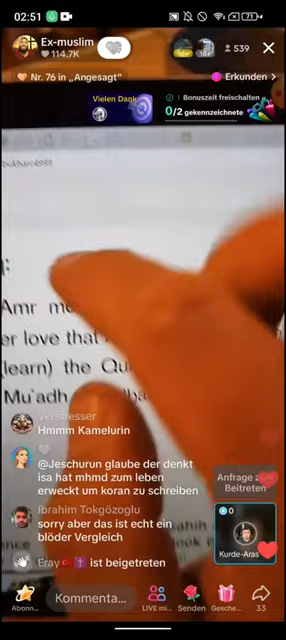 02:51
71
Ex-muslim
114.7K
539
Nr. 76 in „Angesagt"
Erkunden >
Vielen Dank
Bonuszeit freischalten
0/2 gekennzeichnete
Amr
er love that
(learn) the Qu
Mu`adh
Hmmm Kamelurin
@Jeschurun glaube der denkt
isa hat mhmd zum leben
erweckt um koran zu schreiben
Ibrahim Tokgözoglu
sorry aber das ist echt ein
blöder Vergleich
Eray ist beigetreten
Anfrage zum
Beitreten
0
Kurde-Aras
Abonn...
Kommenta...
LIVE mi...
Senden
Gesche...
33